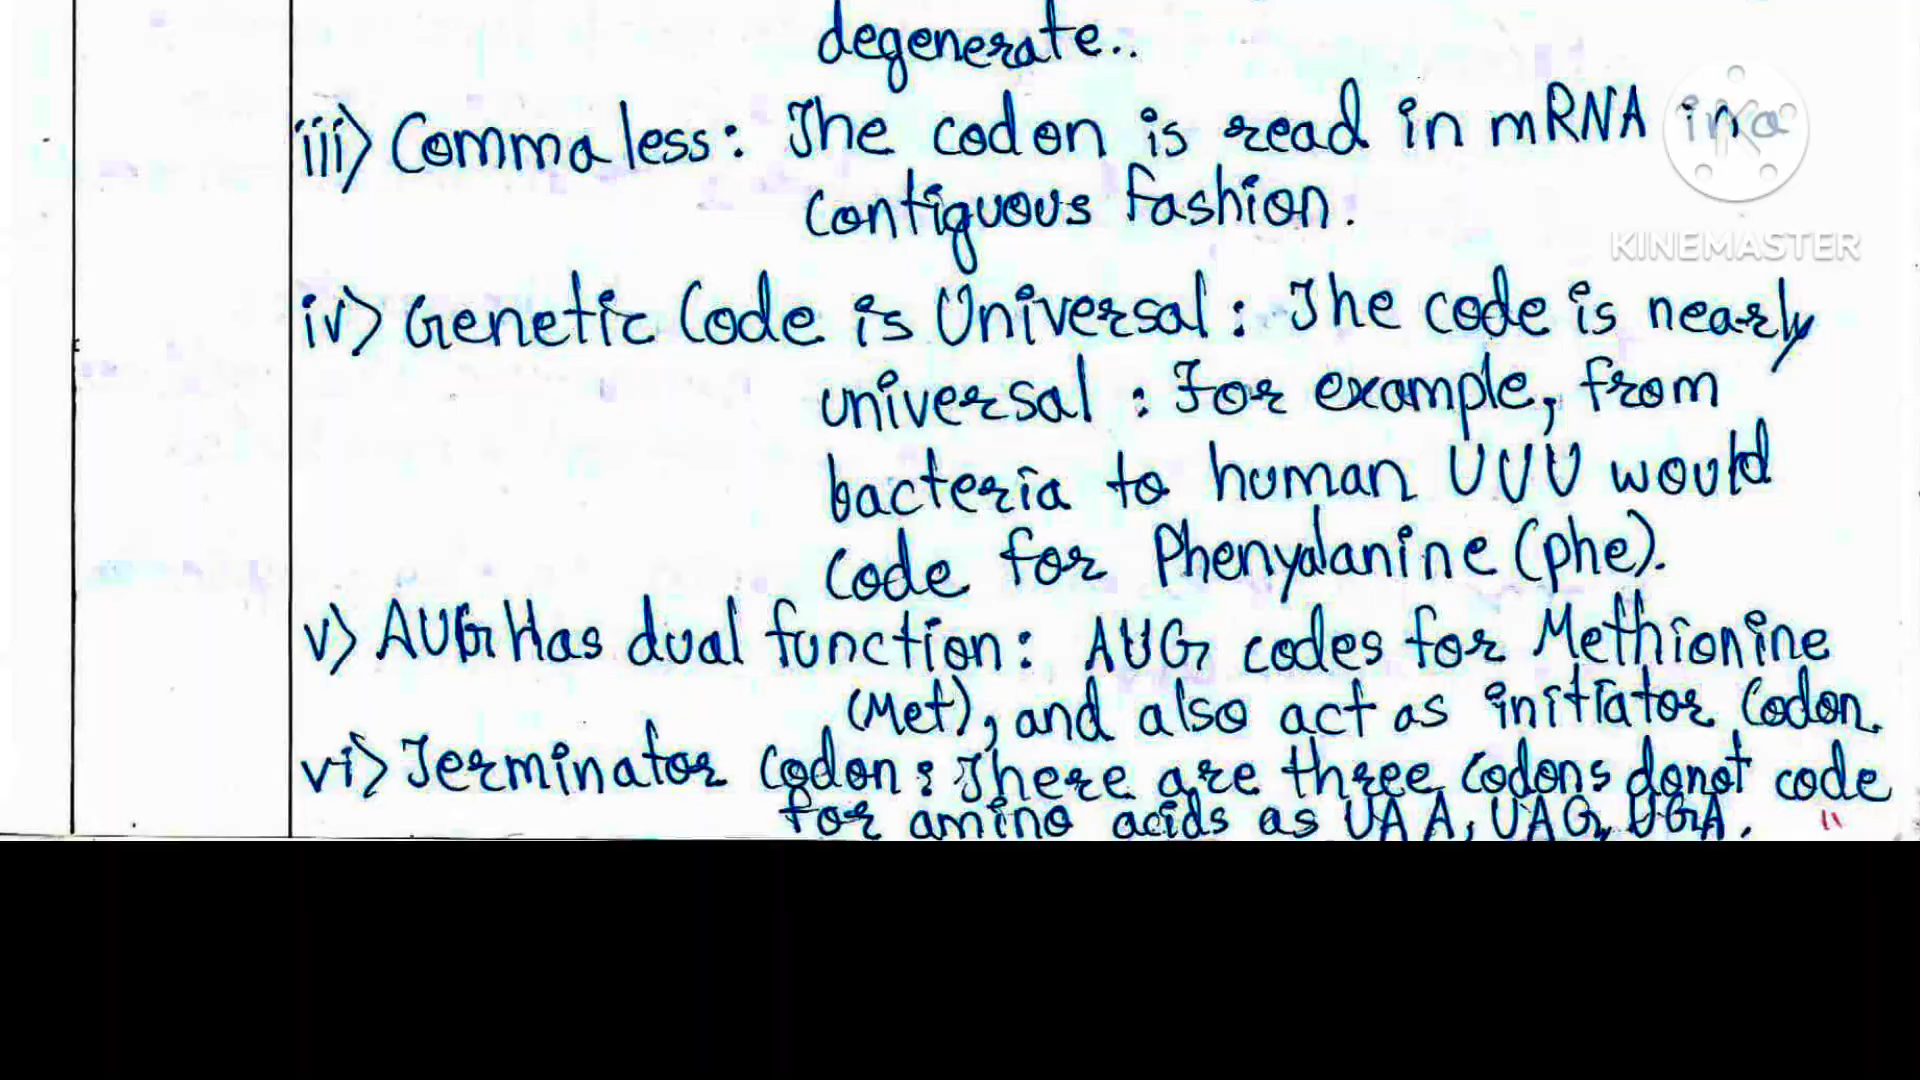 degenerate..
iii) Commaless: The codon is read in mRNA in a
contiguous fashion.
KINEMASTER
iv) Genetic Code is Universal: The code is nearly
universal: For example, from
bacteria to human UUU would
code for Phenyalanine (phe).
v) AUG Has dual function: AUG codes for Methionine
(Met), and also act as initiator Codon.
vi) Terminator codon: There are three codons donot code
for amino acids as UAA, UAG, UGA.